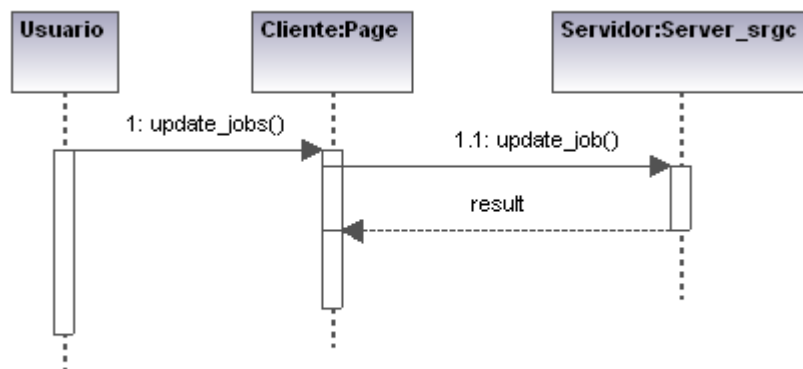 Usuario
Cliente:Page
Servidor:Server_srgc
1: update_jobs()
1.1: update_job()
result